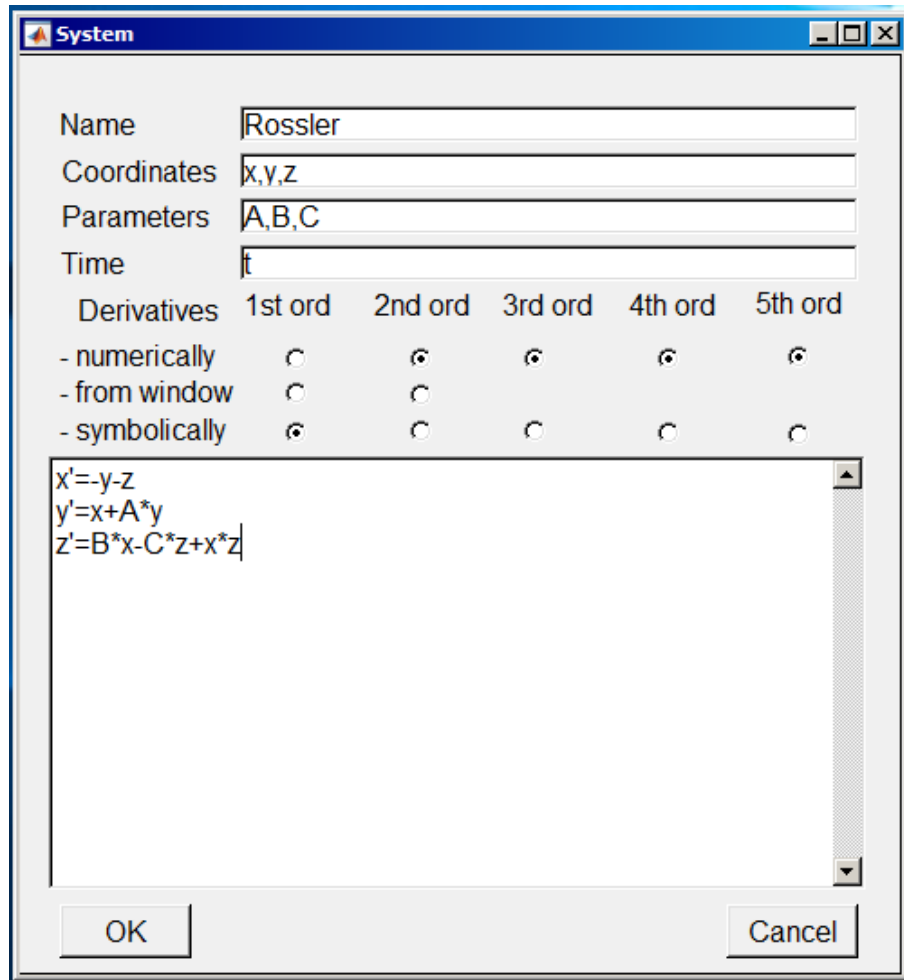 System
Name Rossler
Coordinates x,y,z
Parameters A,B,C
Time t
Derivatives 1st ord 2nd ord 3rd ord 4th ord 5th ord
- numerically
- from window
- symbolically
x'=-y-z
y'=x+A*y
z'=B*x-C*z+x*z
OK Cancel